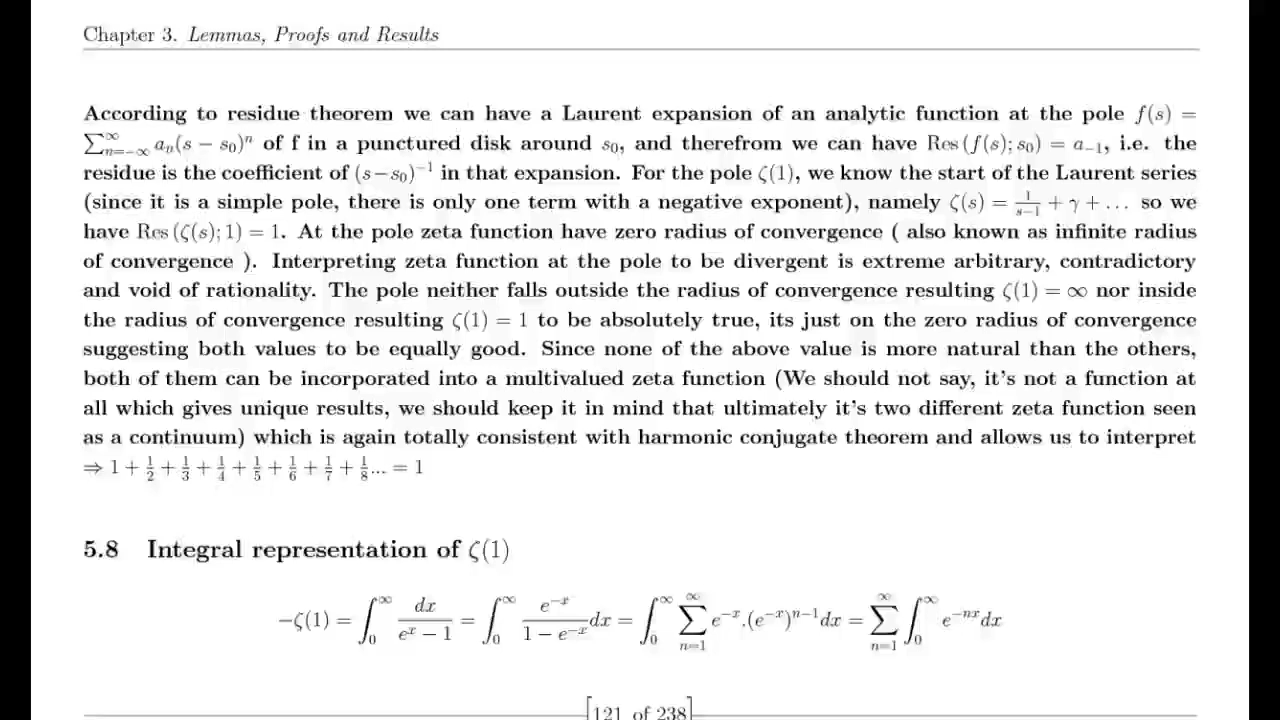 Chapter 3. Lemmas, Proofs and Results
According to residue theorem we can have a Laurent expansion of an analytic function at the pole f(s) =
∑_{n=−∞}^{∞} a_n(s − s_0)^n of f in a punctured disk around s_0, and therefrom we can have Res (f(s); s_0) = a_{−1}, i.e. the
residue is the coefficient of (s−s_0)^{−1} in that expansion. For the pole ζ(1), we know the start of the Laurent series
(since it is a simple pole, there is only one term with a negative exponent), namely ζ(s) = 1/(s−1) + γ + … so we
have Res (ζ(s); 1) = 1. At the pole zeta function have zero radius of convergence ( also known as infinite radius
of convergence ). Interpreting zeta function at the pole to be divergent is extreme arbitrary, contradictory
and void of rationality. The pole neither falls outside the radius of convergence resulting ζ(1) = ∞ nor inside
the radius of convergence resulting ζ(1) = 1 to be absolutely true, its just on the zero radius of convergence
suggesting both values to be equally good. Since none of the above value is more natural than the others,
both of them can be incorporated into a multivalued zeta function (We should not say, it's not a function at
all which gives unique results, we should keep it in mind that ultimately it's two different zeta function seen
as a continuum) which is again totally consistent with harmonic conjugate theorem and allows us to interpret
⇒ 1 + 1/2 + 1/3 + 1/4 + 1/5 + 1/6 + 1/7 + 1/8... = 1
5.8 Integral representation of ζ(1)
−ζ(1) = ∫_0^∞ dx/(e^x − 1) = ∫_0^∞ e^{−x}/(1 − e^{−x}) dx = ∫_0^∞ ∑_{n=1}^∞ e^{−x}.(e^{−x})^{n−1}dx = ∑_{n=1}^∞ ∫_0^∞ e^{−nx}dx
[121 of 238]